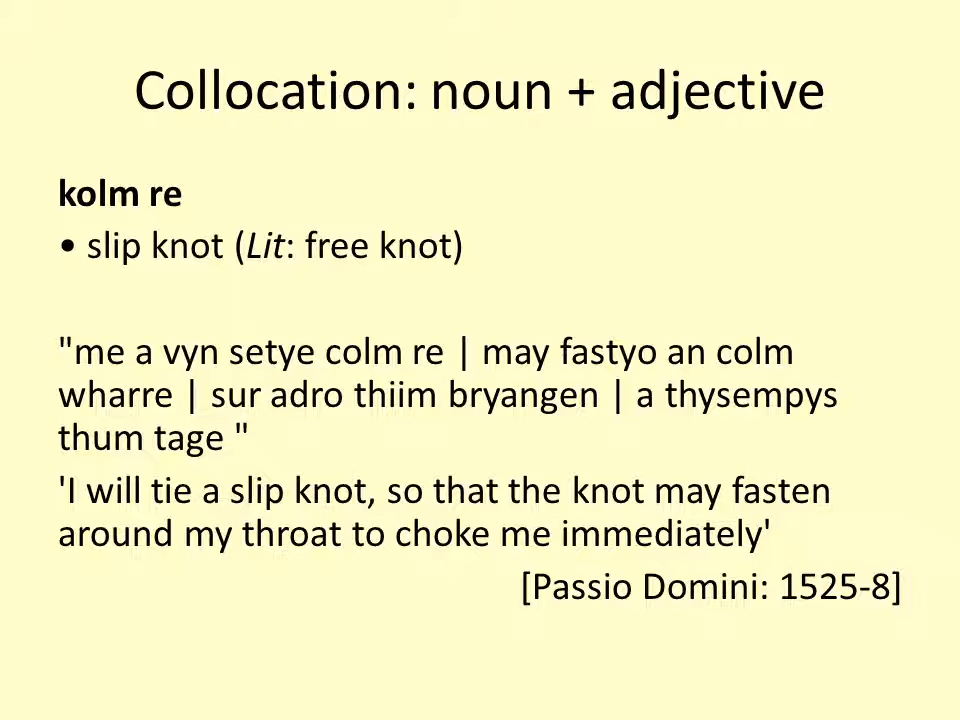 Collocation: noun + adjective
kolm re
• slip knot (Lit: free knot)
"me a vyn setye colm re | may fastyo an colm
wharre | sur adro thiim bryangen | a thysempys
thum tage "
'I will tie a slip knot, so that the knot may fasten
around my throat to choke me immediately'
[Passio Domini: 1525-8]